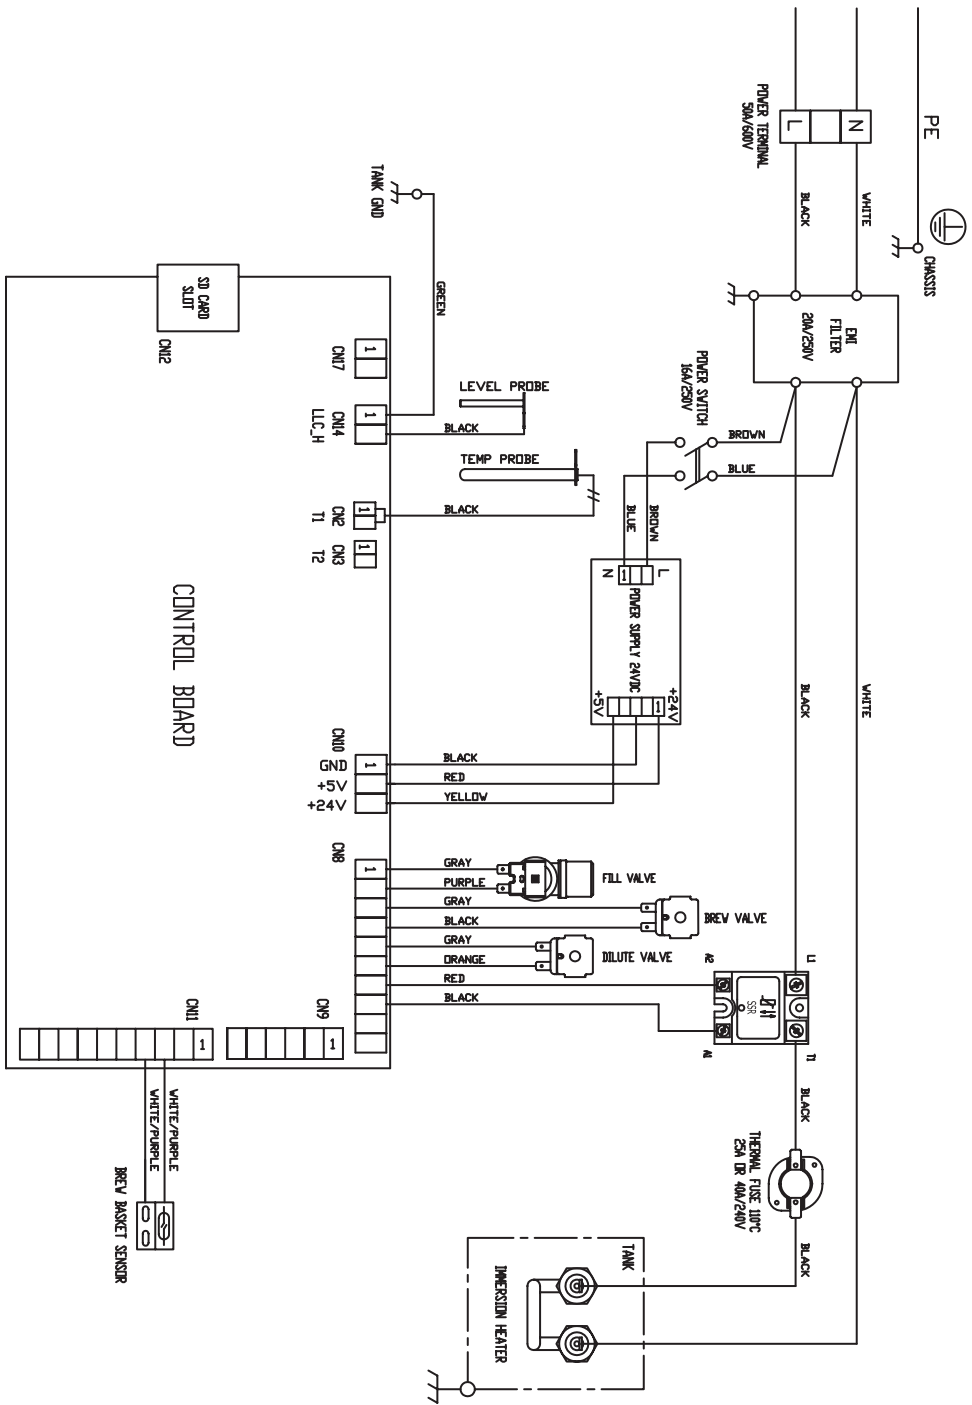 PE
N
L
POWER TERMINAL
50A/600V
CHASSIS
WHITE
BLACK
EMI
FILTER
20A/250V
TANK GND
GREEN
POWER SWITCH
16A/250V
BROWN
BLUE
BROWN
BLUE
SD CARD
SLOT
CN12
CN17
1
LEVEL PROBE
BLACK
CN14
LLC_H
1
TEMP PROBE
BLACK
CN2
T1
1
CN3
T2
1
L
N
1
POWER SUPPLY 24VDC
+24V
+5V
1
WHITE
BLACK
CONTROL BOARD
CN10
GND
+5V
+24V
1
BLACK
RED
YELLOW
CN8
1
GRAY
PURPLE
GRAY
BLACK
GRAY
ORANGE
RED
BLACK
FILL VALVE
BREW VALVE
DILUTE VALVE
A2
A1
L1
T1
SSR
CN9
1
CN11
1
WHITE/PURPLE
WHITE/PURPLE
BREW BASKET SENSOR
BLACK
THERMAL FUSE 110°C
25A OR 40A/240V
BLACK
TANK
IMMERSION HEATER